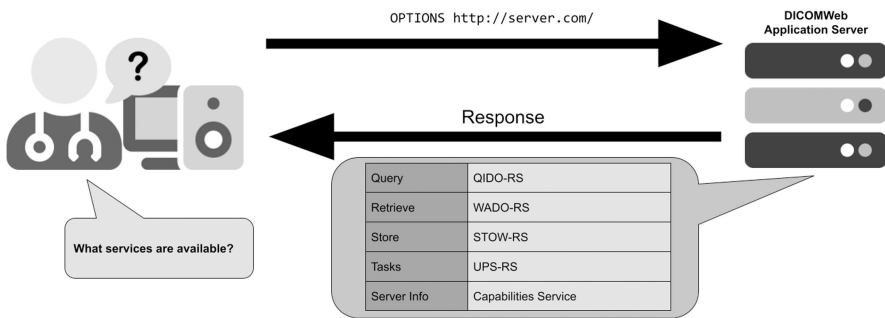 OPTIONS http://server.com/
DICOMWeb
Application Server
?
Response
Query QIDO-RS
Retrieve WADO-RS
Store STOW-RS
Tasks UPS-RS
Server Info Capabilities Service
What services are available?